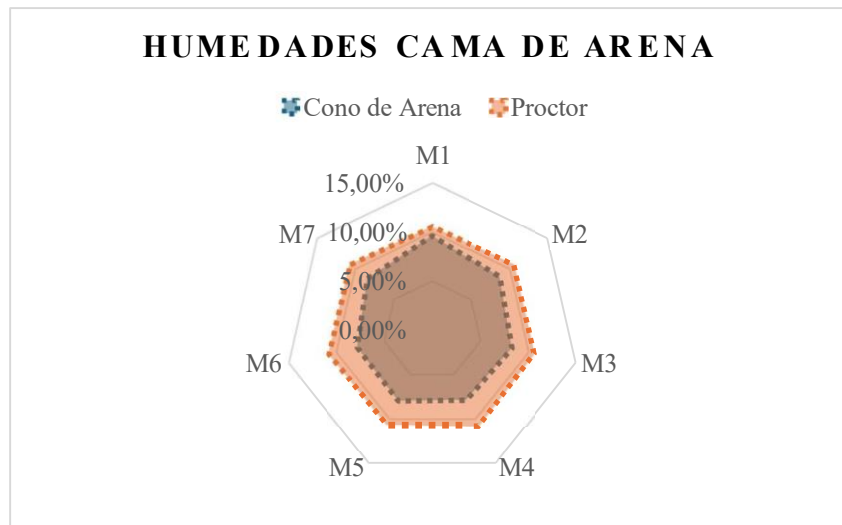 HUMEDADES CAMA DE ARENA
Cono de Arena Proctor
M1
15,00%
M7 10,00% M2
5,00%
0,00%
M6 M3
M5 M4